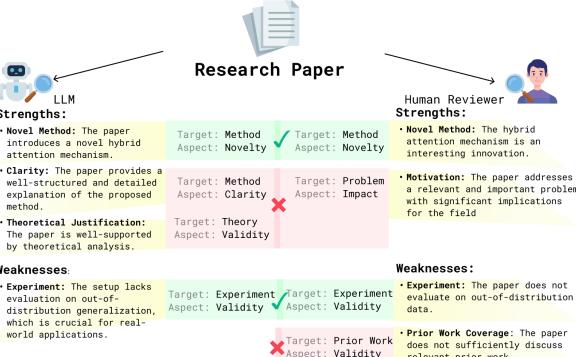 Research Paper
LLM
Human Reviewer
Strengths:
• Novel Method: The paper
introduces a novel hybrid
attention mechanism.
• Clarity: The paper provides a
well-structured and detailed
explanation of the proposed
method.
• Theoretical Justification:
The paper is well-supported
by theoretical analysis.
Target: Method
Aspect: Novelty
Target: Method
Aspect: Novelty
Target: Method
Aspect: Clarity
Target: Problem
Aspect: Impact
Target: Theory
Aspect: Validity
Strengths:
• Novel Method: The hybrid
attention mechanism is an
interesting innovation.
• Motivation: The paper addresses
a relevant and important problem
with significant implications
for the field
Weaknesses:
• Experiment: The setup lacks
evaluation on out-of-
distribution generalization,
which is crucial for real-
world applications.
Target: Experiment
Aspect: Validity
Target: Experiment
Aspect: Validity
Target: Prior Work
Aspect: Validity
Weaknesses:
• Experiment: The paper does not
evaluate on out-of-distribution
data.
• Prior Work Coverage: The paper
does not sufficiently discuss
relevant prior work